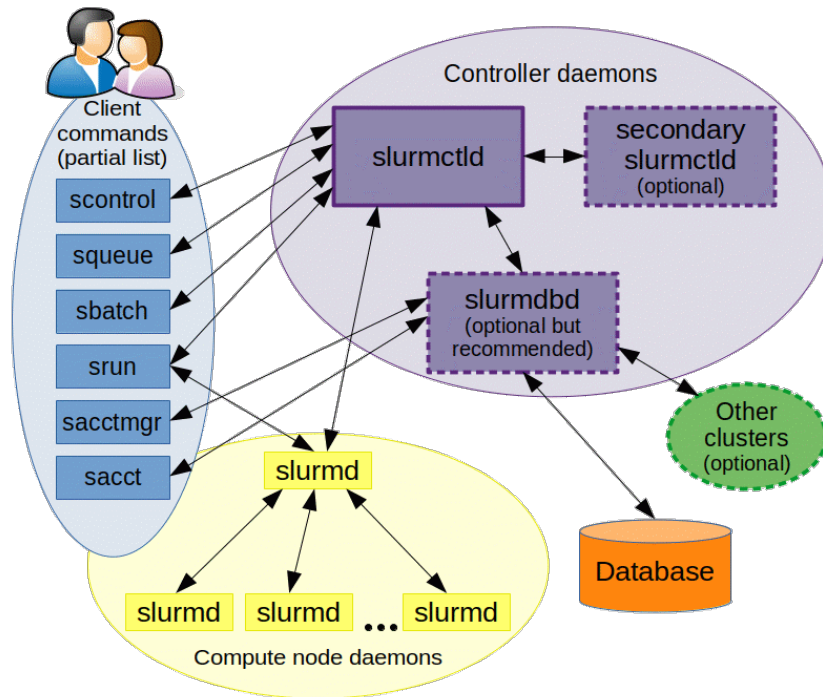 Client
commands
(partial list)
scontrol
squeue
sbatch
srun
sacctmgr
sacct
Controller daemons
slurmctld
secondary
slurmctld
(optional)
slurmdbd
(optional but
recommended)
Other
clusters
(optional)
Database
slurmd
slurmd
slurmd
...
slurmd
Compute node daemons